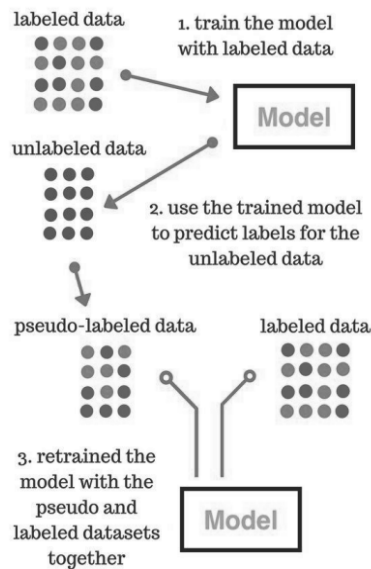 labeled data
1. train the model
with labeled data
Model
unlabeled data
2. use the trained model
to predict labels for the
unlabeled data
pseudo-labeled data
labeled data
3. retrained the
model with the
pseudo and
labeled datasets
together
Model